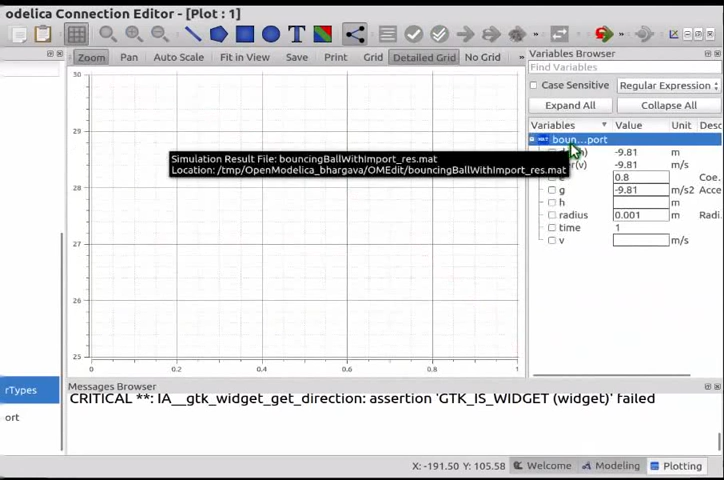 odelica Connection Editor - [Plot : 1]
Zoom Pan Auto Scale Fit in View Save Print Grid Detailed Grid No Grid »
Variables Browser
Find Variables
Case Sensitive Regular Expression
Expand All Collapse All
Variables Value Unit Desc
boun...port
-9.81 m
(v) -9.81 m/s
0.8 Coe.
g -9.81 m/s2 Acce
h m
radius 0.001 m Radi.
time 1
v m/s
Simulation Result File: bouncingBallWithImport_res.mat
Location: /tmp/OpenModelica_bhargava/OMEdit/bouncingBallWithImport_res.mat
30
29
28
27
26
25
0 0.2 0.4 0.6 0.8 1
rTypes
ort
Messages Browser
CRITICAL **: IA__gtk_widget_get_direction: assertion 'GTK_IS_WIDGET (widget)' failed
X: -191.50 Y: 105.58 Welcome Modeling Plotting